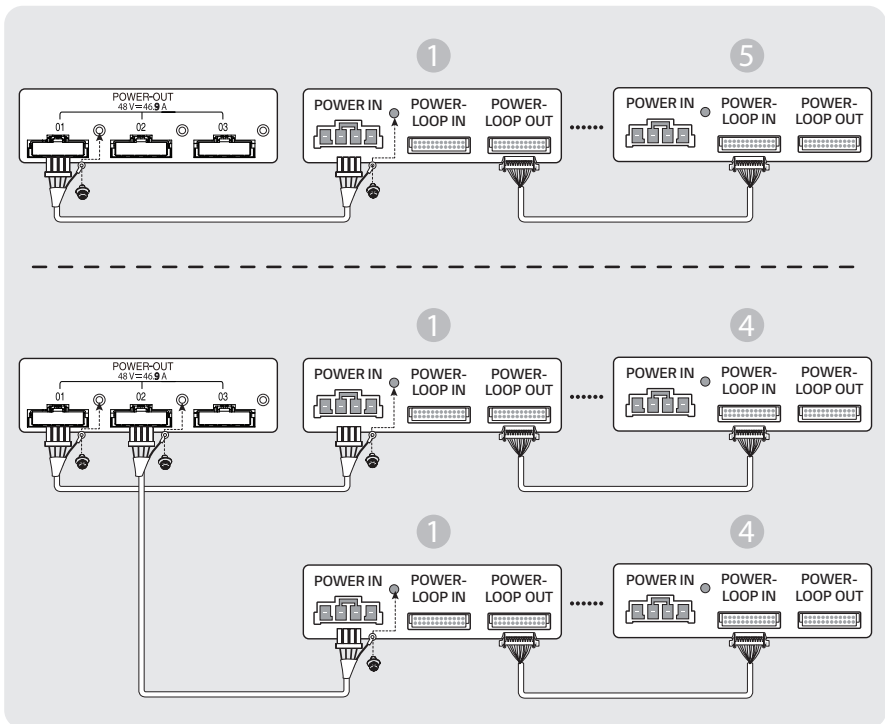 1
5
POWER-OUT
48 V⎓46.9 A
01 02 03
POWER IN
POWER-
LOOP IN
POWER-
LOOP OUT
......
POWER IN
POWER-
LOOP IN
POWER-
LOOP OUT
1
4
POWER-OUT
48 V⎓46.9 A
01 02 03
POWER IN
POWER-
LOOP IN
POWER-
LOOP OUT
......
POWER IN
POWER-
LOOP IN
POWER-
LOOP OUT
1
4
POWER IN
POWER-
LOOP IN
POWER-
LOOP OUT
......
POWER IN
POWER-
LOOP IN
POWER-
LOOP OUT